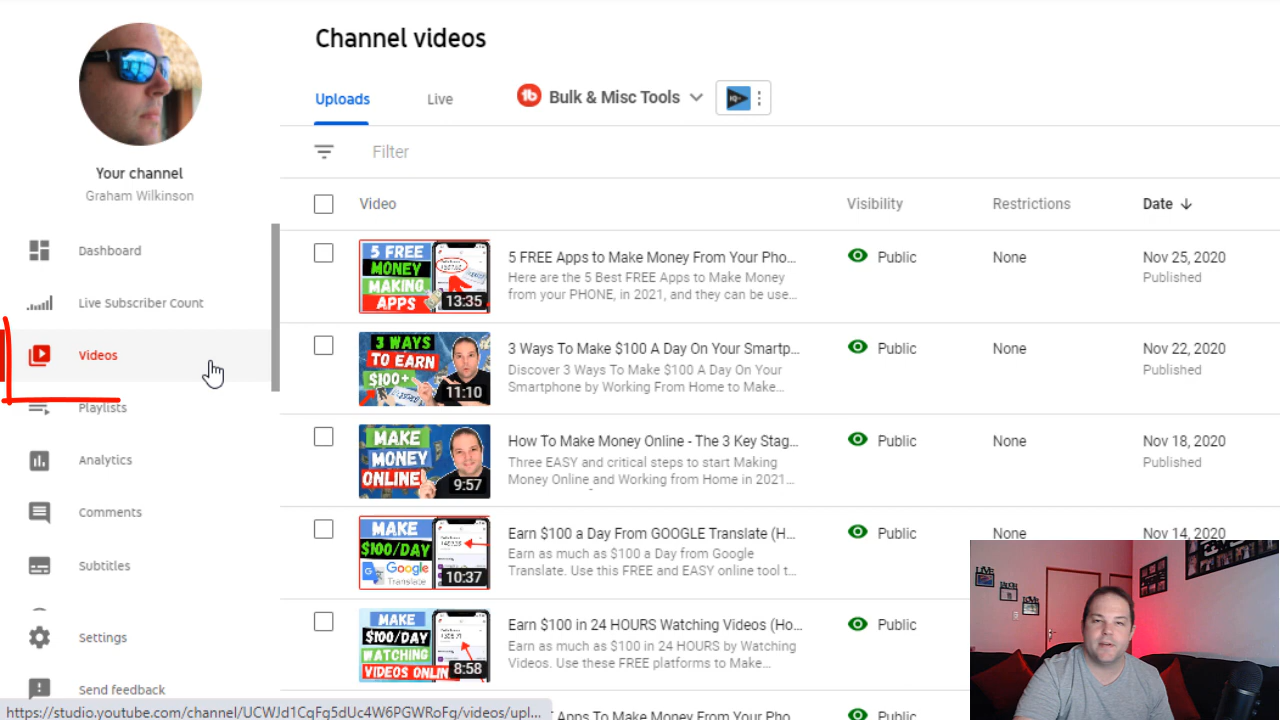 Channel videos
Uploads
Live
Bulk & Misc Tools
Your channel
Graham Wilkinson
Filter
Video
Visibility
Restrictions
Date
Dashboard
Live Subscriber Count
Videos
Playlists
Analytics
Comments
Subtitles
Settings
Send feedback
5 FREE
MONEY
MAKING
APPS
13:35
5 FREE Apps to Make Money From Your Pho...
Here are the 5 Best FREE Apps to Make Money
from your PHONE, in 2021, and they can be use...
Public
None
Nov 25, 2020
Published
3 WAYS
TO EARN
$100+
11:10
3 Ways To Make $100 A Day On Your Smartp...
Discover 3 Ways To Make $100 A Day On Your
Smartphone by Working From Home to Make...
Public
None
Nov 22, 2020
Published
MAKE
MONEY
ONLINE!
9:57
How To Make Money Online - The 3 Key Stag...
Three EASY and critical steps to start Making
Money Online and Working from Home in 2021...
Public
None
Nov 18, 2020
Published
MAKE
$100/DAY
Google
Translate
10:37
Earn $100 a Day From GOOGLE Translate (H...
Earn as much as $100 a Day from Google
Translate. Use this FREE and EASY online tool t...
Public
None
Nov 14, 2020
MAKE
$100/DAY
WATCHING
VIDEOS ONLIN
8:58
Earn $100 in 24 HOURS Watching Videos (Ho...
Earn as much as $100 in 24 HOURS by Watching
Videos. Use these FREE platforms to Make...
Public
Apps To Make Money From Your Pho...
Public
https://studio.youtube.com/channel/UCWJd1CqFg5dUc4W6PGWRoFg/videos/upl...
LIVE